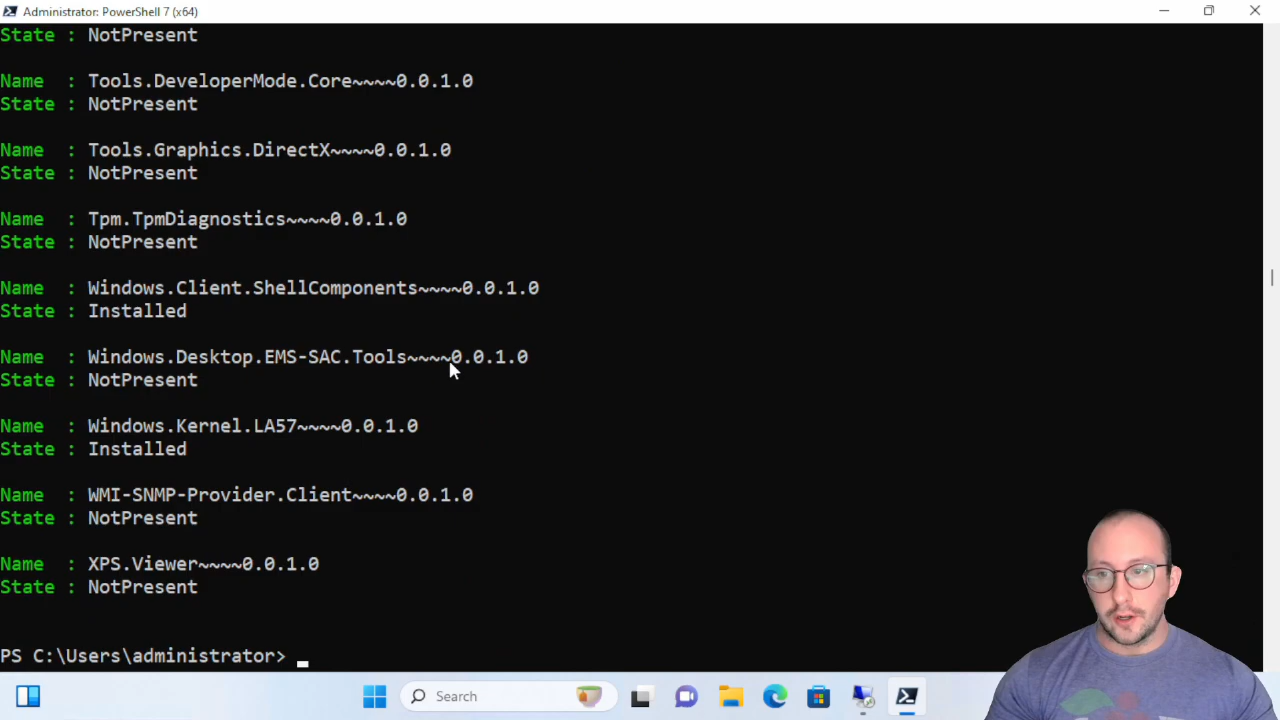 Administrator: PowerShell 7 (x64)
State : NotPresent
Name : Tools.DeveloperMode.Core~~~~0.0.1.0
State : NotPresent
Name : Tools.Graphics.DirectX~~~~0.0.1.0
State : NotPresent
Name : Tpm.TpmDiagnostics~~~~0.0.1.0
State : NotPresent
Name : Windows.Client.ShellComponents~~~~0.0.1.0
State : Installed
Name : Windows.Desktop.EMS-SAC.Tools~~~~0.0.1.0
State : NotPresent
Name : Windows.Kernel.LA57~~~~0.0.1.0
State : Installed
Name : WMI-SNMP-Provider.Client~~~~0.0.1.0
State : NotPresent
Name : XPS.Viewer~~~~0.0.1.0
State : NotPresent
PS C:\Users\administrator>
Search